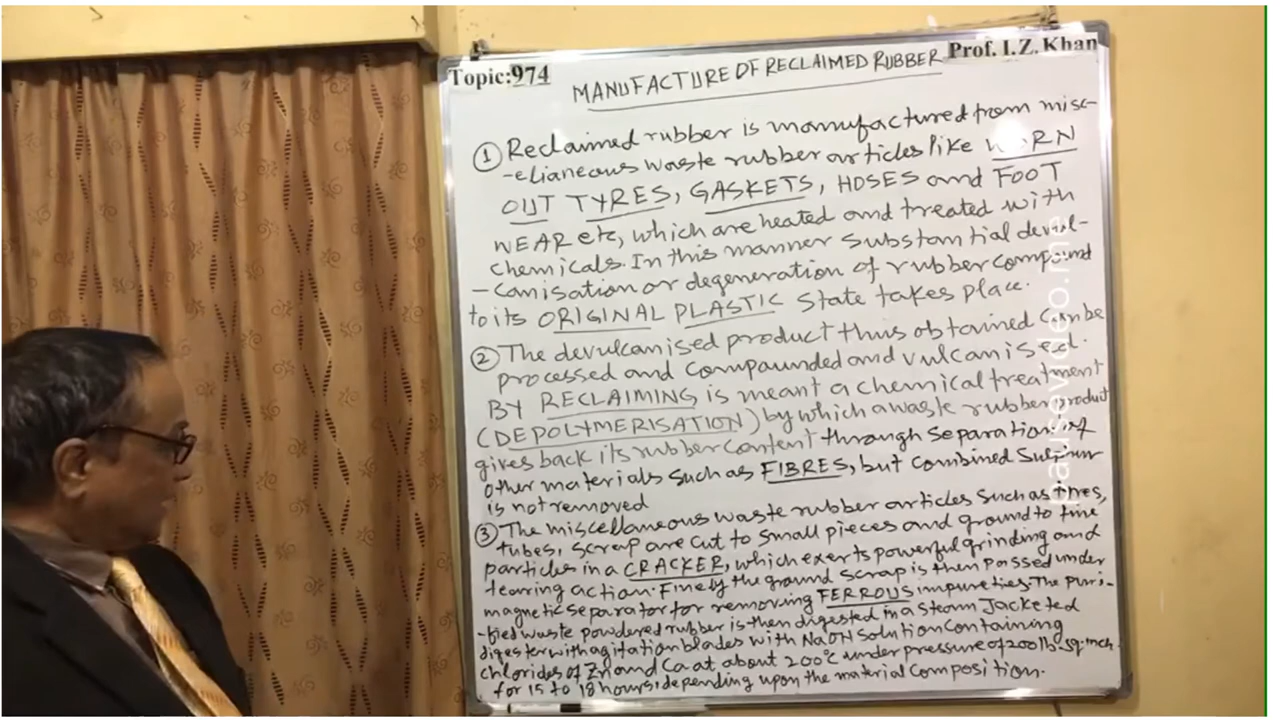 Topic:974
MANUFACTURE OF RECLAIMED RUBBER
Prof. I.Z. Khan
① Reclaimed rubber is manufactured from misc-
-ellaneous waste rubber articles like WORN
OUT TYRES, GASKETS, HOSES and FOOT
WEAR etc, which are heated and treated with
chemicals. In this manner substantial devul-
-canisation or degeneration of rubber compound
to its ORIGINAL PLASTIC state takes place.
② The devulcanised product thus obtained can be
processed and compounded and vulcanised.
BY RECLAIMING is meant a chemical treatment
(DEPOLYMERISATION) by which a waste rubber product
gives back its rubber content through separation of
other materials such as FIBRES, but combined Sulphur
is not removed
③ The miscellaneous waste rubber articles such as tyres,
tubes, scrap are cut to small pieces and ground to fine
particles in a CRACKER, which exerts powerful grinding and
tearing action. Finely the ground scrap is then passed under
magnetic separator for removing FERROUS impureties. The puri-
-fied waste powdered rubber is then digested in a steam Jacketed
digester with agitation blades with NaOH solution containing
chlorides of Zn and Ca at about 200°C under pressure of 200 lb. sq. inch
for 15 to 18 hours, depending upon the material Composition.
pausevideo.me